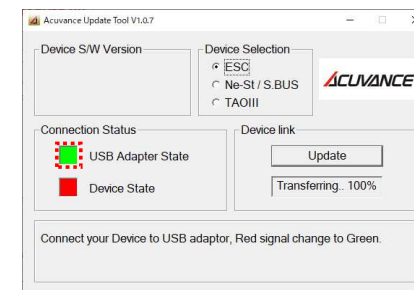 Acuvance Update Tool V1.0.7
Device S/W Version
Device Selection
ESC
Ne-St / S.BUS
TAOIII
ACUVANCE
Connection Status
USB Adapter State
Device State
Device link
Update
Transferring.. 100%
Connect your Device to USB adaptor, Red signal change to Green.